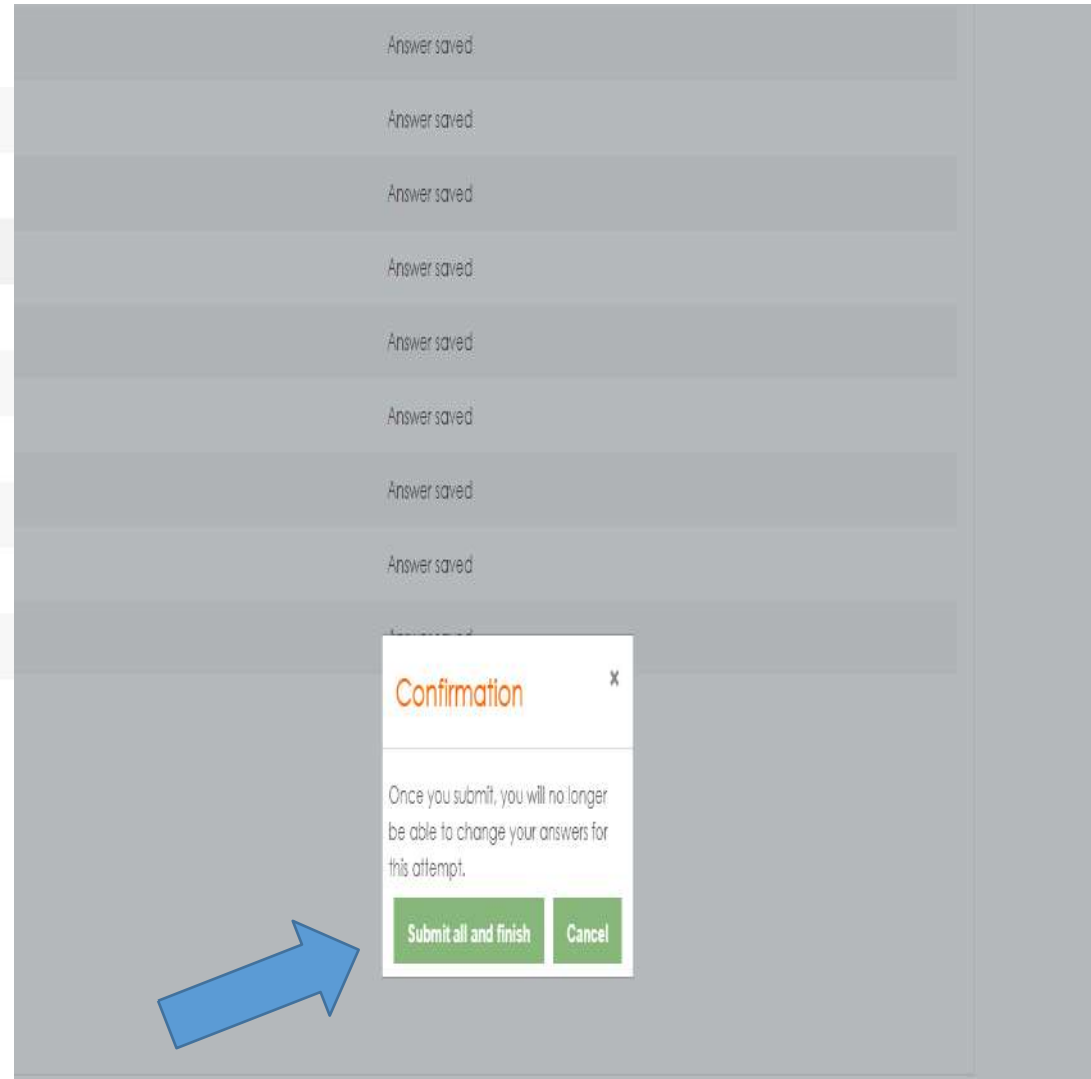 Answer saved
Answer saved
Answer saved
Answer saved
Answer saved
Answer saved
Answer saved
Answer saved
Confirmation x
Once you submit, you will no longer
be able to change your answers for
this attempt.
Submit all and finish Cancel